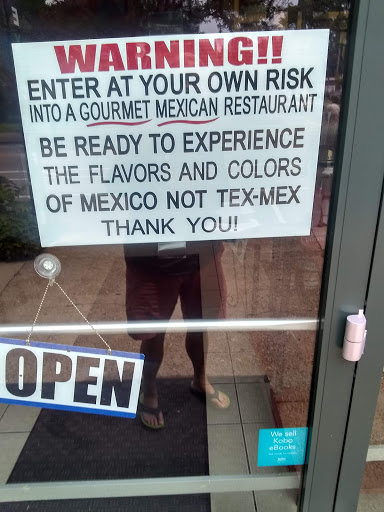 WARNING!!
ENTER AT YOUR OWN RISK
INTO A GOURMET MEXICAN RESTAURANT
BE READY TO EXPERIENCE
THE FLAVORS AND COLORS
OF MEXICO NOT TEX-MEX
THANK YOU!
OPEN
We sell
Kobo
eBooks